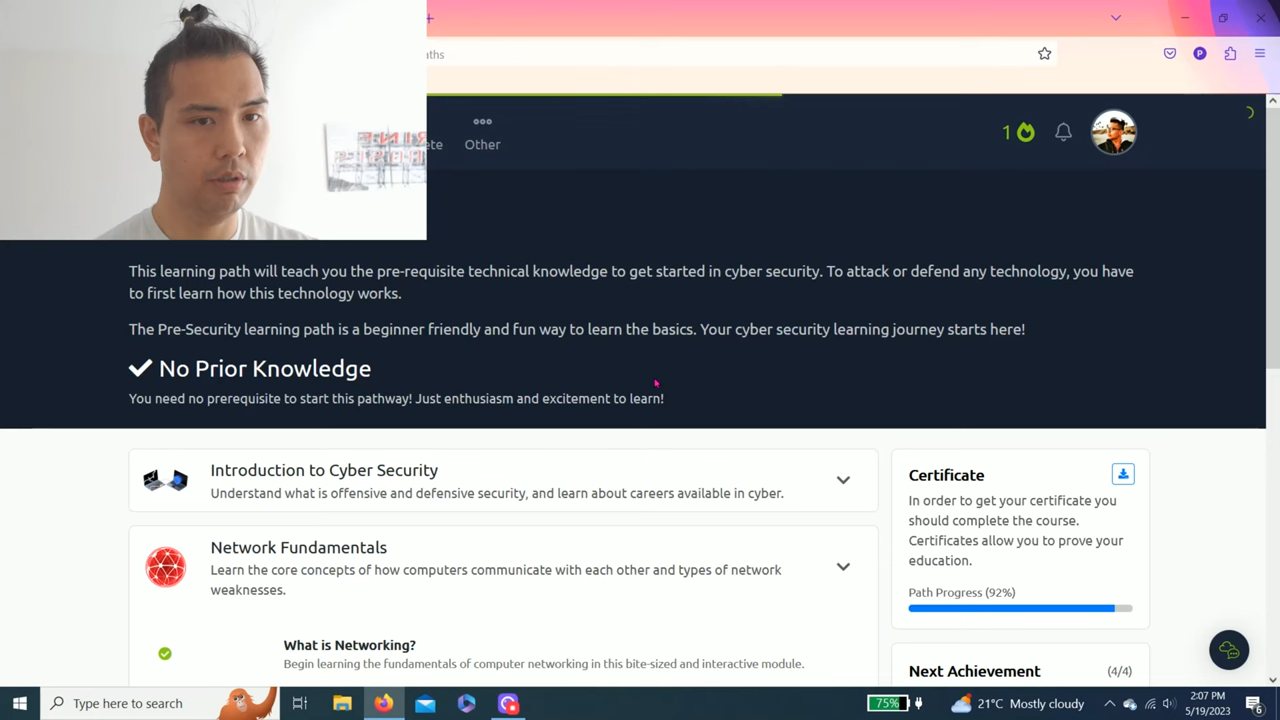 aths
ete
Other
1
This learning path will teach you the pre-requisite technical knowledge to get started in cyber security. To attack or defend any technology, you have
to first learn how this technology works.
The Pre-Security learning path is a beginner friendly and fun way to learn the basics. Your cyber security learning journey starts here!
No Prior Knowledge
You need no prerequisite to start this pathway! Just enthusiasm and excitement to learn!
Introduction to Cyber Security
Understand what is offensive and defensive security, and learn about careers available in cyber.
Certificate
In order to get your certificate you
should complete the course.
Certificates allow you to prove your
education.
Path Progress (92%)
Network Fundamentals
Learn the core concepts of how computers communicate with each other and types of network
weaknesses.
What is Networking?
Begin learning the fundamentals of computer networking in this bite-sized and interactive module.
Next Achievement (4/4)
Type here to search
75%
21°C Mostly cloudy
2:07 PM
5/19/2023
6
P